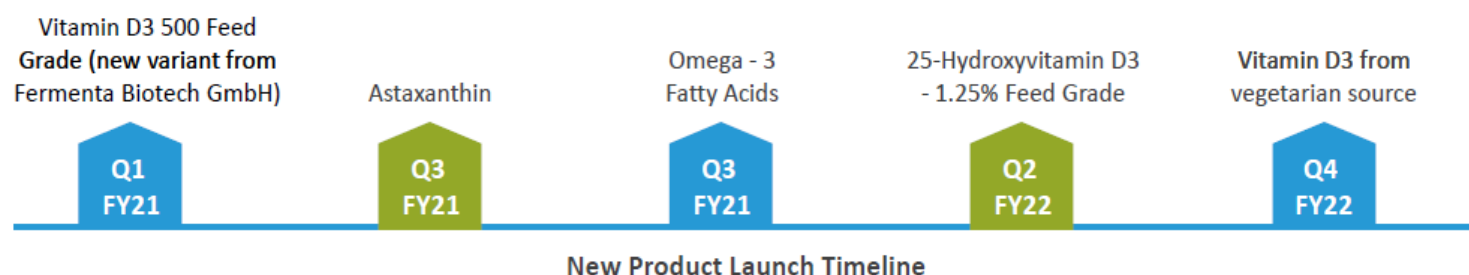 Vitamin D3 500 Feed
Grade (new variant from
Fermenta Biotech GmbH)
Astaxanthin
Omega - 3
Fatty Acids
25-Hydroxyvitamin D3
- 1.25% Feed Grade
Vitamin D3 from
vegetarian source
Q1
FY21
Q3
FY21
Q3
FY21
Q2
FY22
Q4
FY22
New Product Launch Timeline